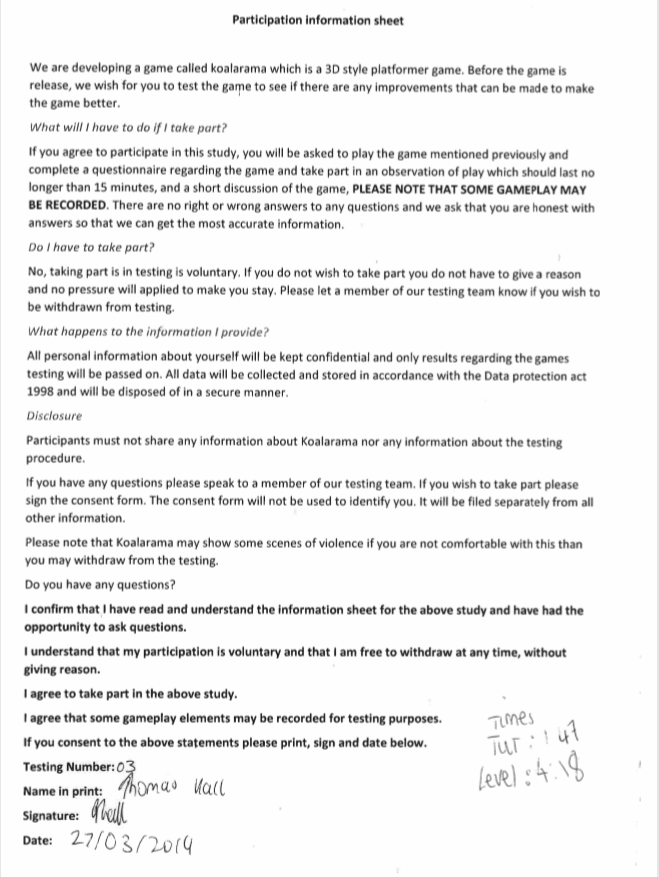 Participation information sheet
We are developing a game called koalarama which is a 3D style platformer game. Before the game is
release, we wish for you to test the game to see if there are any improvements that can be made to make
the game better.
What will I have to do if I take part?
If you agree to participate in this study, you will be asked to play the game mentioned previously and
complete a questionnaire regarding the game and take part in an observation of play which should last no
longer than 15 minutes, and a short discussion of the game, PLEASE NOTE THAT SOME GAMEPLAY MAY
BE RECORDED. There are no right or wrong answers to any questions and we ask that you are honest with
answers so that we can get the most accurate information.
Do I have to take part?
No, taking part is in testing is voluntary. If you do not wish to take part you do not have to give a reason
and no pressure will applied to make you stay. Please let a member of our testing team know if you wish to
be withdrawn from testing.
What happens to the information I provide?
All personal information about yourself will be kept confidential and only results regarding the games
testing will be passed on. All data will be collected and stored in accordance with the Data protection act
1998 and will be disposed of in a secure manner.
Disclosure
Participants must not share any information about Koalarama nor any information about the testing
procedure.
If you have any questions please speak to a member of our testing team. If you wish to take part please
sign the consent form. The consent form will not be used to identify you. It will be filed separately from all
other information.
Please note that Koalarama may show some scenes of violence if you are not comfortable with this than
you may withdraw from the testing.
Do you have any questions?
I confirm that I have read and understand the information sheet for the above study and have had the
opportunity to ask questions.
I understand that my participation is voluntary and that I am free to withdraw at any time, without
giving reason.
I agree to take part in the above study.
I agree that some gameplay elements may be recorded for testing purposes.
If you consent to the above statements please print, sign and date below.
Times
Tut : 1 47
Level : 4:18
Testing Number: 03
Name in print: Thomas Hall
Signature:
Date: 27/03/2014